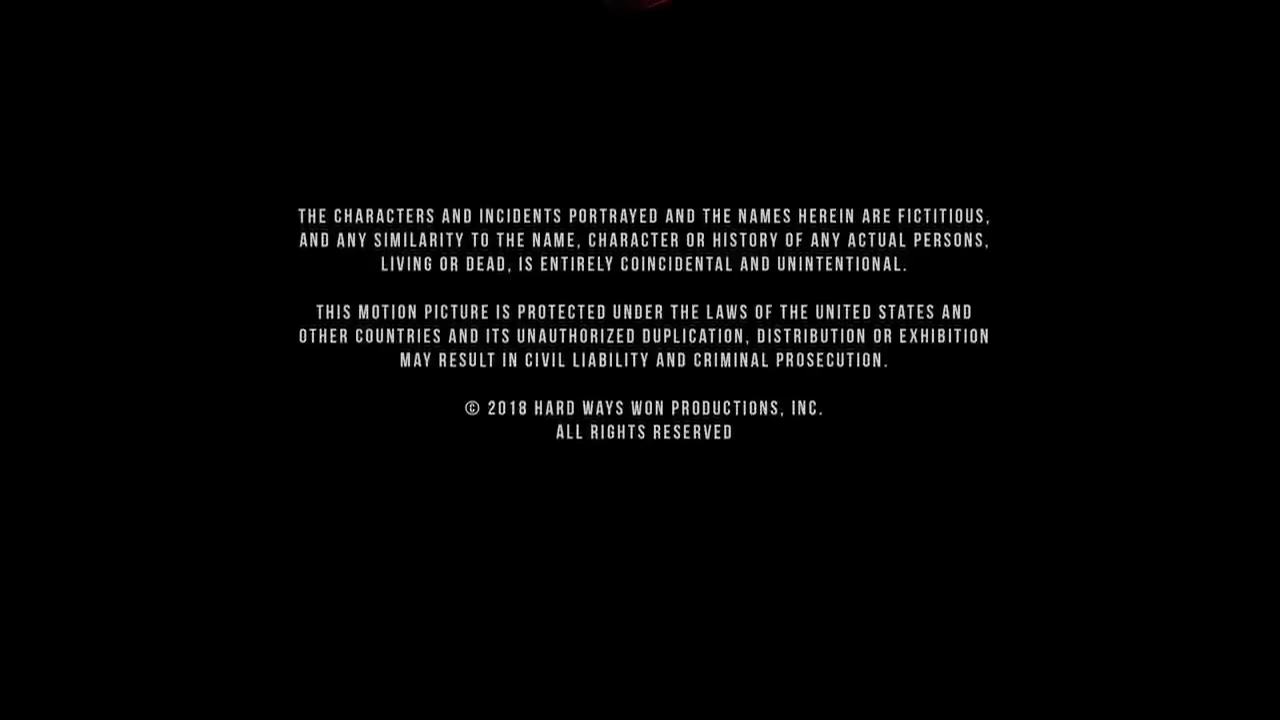 THE CHARACTERS AND INCIDENTS PORTRAYED AND THE NAMES HEREIN ARE FICTITIOUS,
AND ANY SIMILARITY TO THE NAME, CHARACTER OR HISTORY OF ANY ACTUAL PERSONS,
LIVING OR DEAD, IS ENTIRELY COINCIDENTAL AND UNINTENTIONAL.
THIS MOTION PICTURE IS PROTECTED UNDER THE LAWS OF THE UNITED STATES AND
OTHER COUNTRIES AND ITS UNAUTHORIZED DUPLICATION, DISTRIBUTION OR EXHIBITION
MAY RESULT IN CIVIL LIABILITY AND CRIMINAL PROSECUTION.
© 2018 HARD WAYS WON PRODUCTIONS, INC.
ALL RIGHTS RESERVED